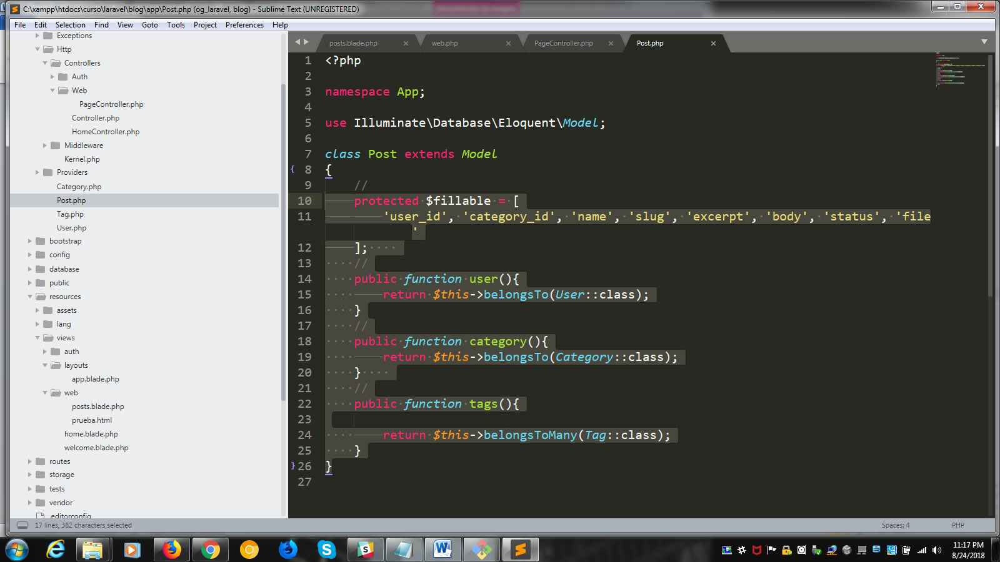 C:\xampp\htdocs\curso\laravel\blog\app\Post.php (og_laravel, blog) - Sublime Text (UNREGISTERED)
File Edit Selection Find View Goto Tools Project Preferences Help
Exceptions
Http
Controllers
Auth
Web
PageController.php
Controller.php
HomeController.php
Middleware
Kernel.php
Providers
Category.php
Post.php
Tag.php
User.php
bootstrap
config
database
public
resources
assets
lang
views
auth
layouts
app.blade.php
web
posts.blade.php
prueba.html
home.blade.php
welcome.blade.php
routes
storage
tests
vendor
.editorconfig
posts.blade.php × web.php × PageController.php × Post.php ×
1 <?php
2
3 namespace App;
4
5 use Illuminate\Database\Eloquent\Model;
6
7 class Post extends Model
{ 8 {
9 //
10 protected $fillable = [
11 'user_id', 'category_id', 'name', 'slug', 'excerpt', 'body', 'status', 'file
'
12 ];
13 //
14 public function user(){
15 return $this->belongsTo(User::class);
16 }
17 //
18 public function category(){
19 return $this->belongsTo(Category::class);
20 }
21 //
22 public function tags(){
23
24 return $this->belongsToMany(Tag::class);
25 }
} 26 }
27
17 lines, 382 characters selected Spaces: 4 PHP
11:17 PM
8/24/2018